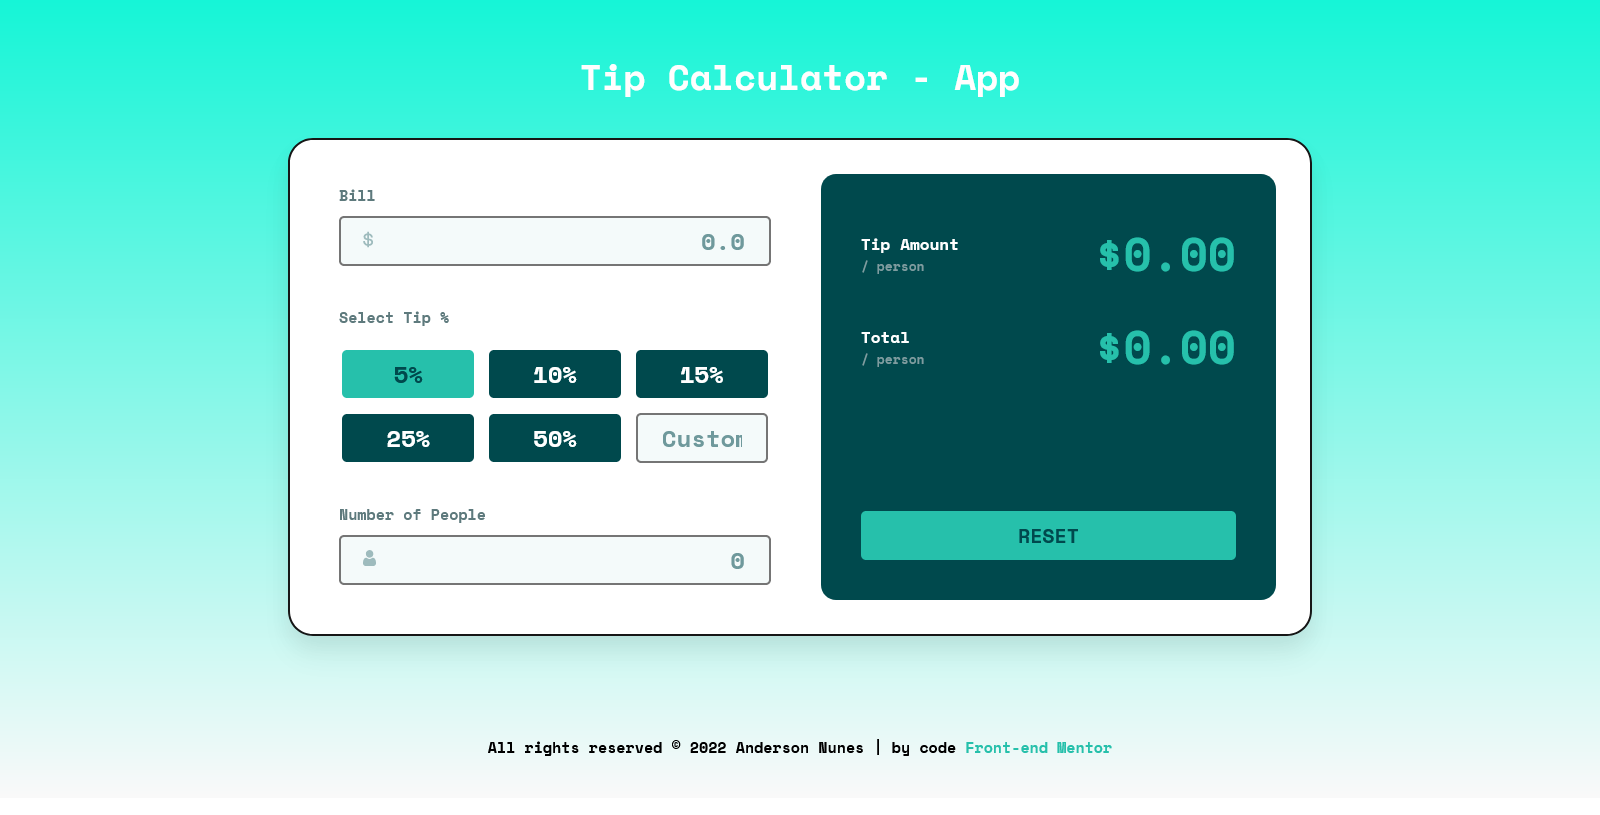 Tip Calculator - App
Bill
$
0.0
Select Tip %
5%
10%
15%
25%
50%
Custom
Number of People
0
Tip Amount
/ person
$0.00
Total
/ person
$0.00
RESET
All rights reserved © 2022 Anderson Nunes | by code Front-end Mentor